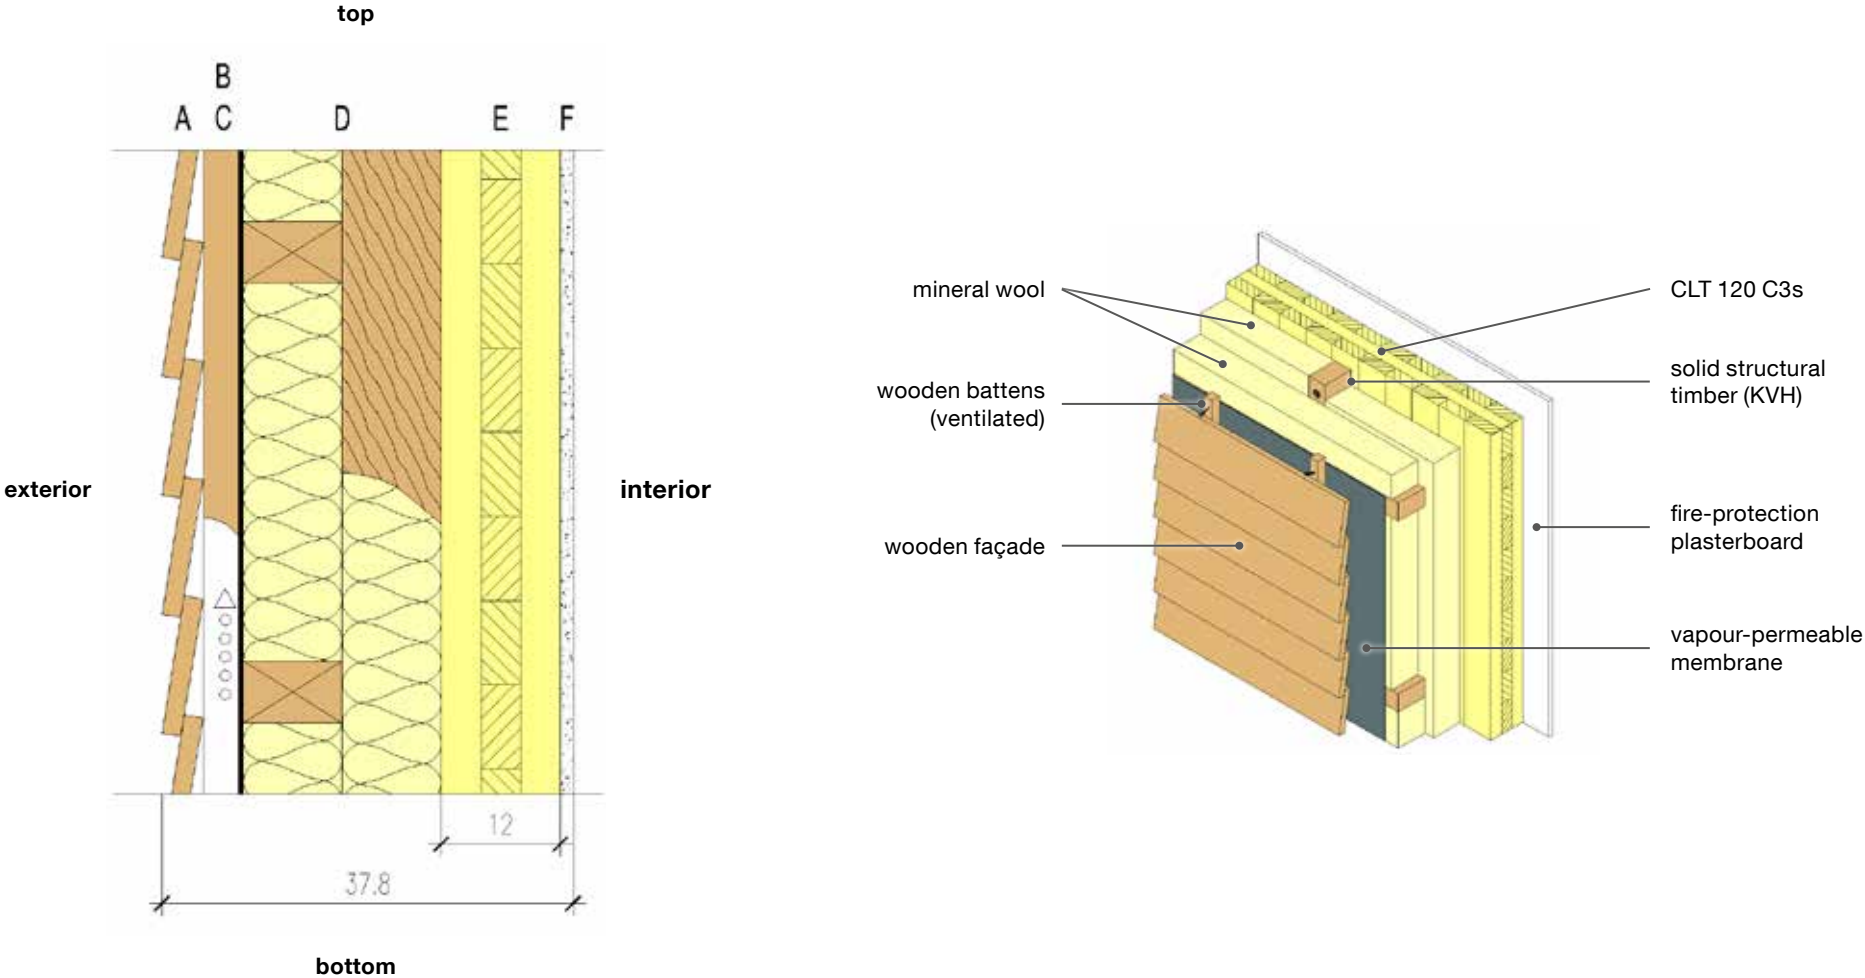 top
B
A C D E F
exterior
interior
12
37.8
bottom
mineral wool
wooden battens
(ventilated)
wooden façade
CLT 120 C3s
solid structural
timber (KVH)
fire-protection
plasterboard
vapour-permeable
membrane